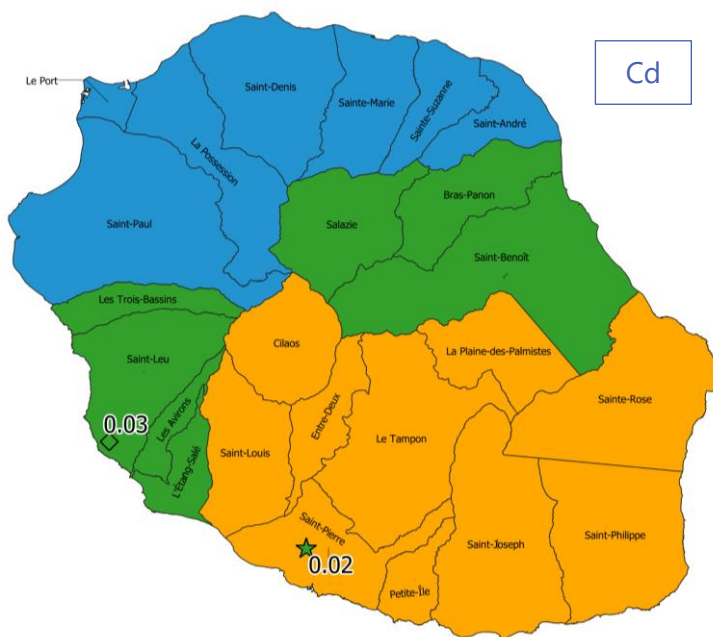 Cd
Le Port
Saint-Denis
Sainte-Marie
Sainte-Suzanne
Saint-André
La Possession
Saint-Paul
Salazie
Bras-Panon
Saint-Benoît
Les Trois-Bassins
Saint-Leu
Cilaos
La Plaine-des-Palmistes
Sainte-Rose
Les Avirons
Entre-Deux
0.03
Le Tampon
L'Étang-Salé
Saint-Louis
Saint-Pierre
Saint-Joseph
Saint-Philippe
0.02
Petite-Île